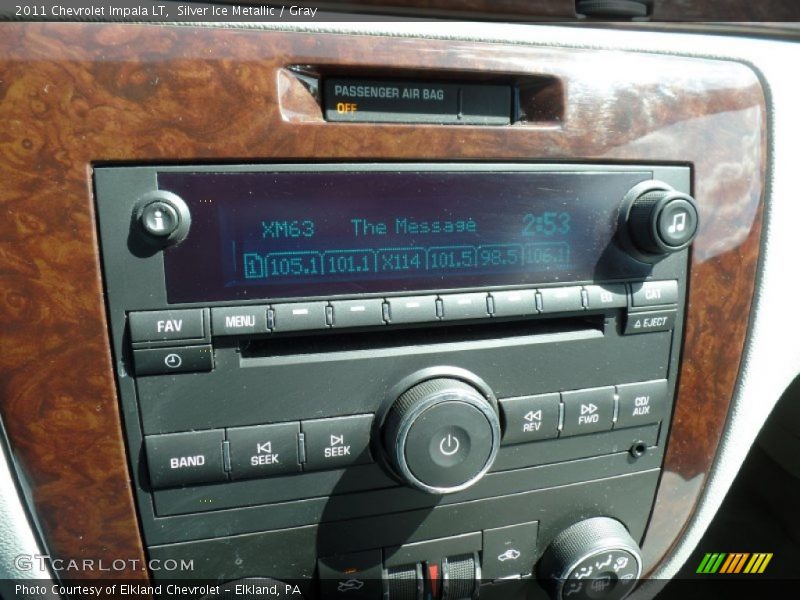 2011 Chevrolet Impala LT, Silver Ice Metallic / Gray
PASSENGER AIR BAG
OFF
i
XM63 The Message 2:53
1 105.1 101.1 X114 101.5 98.5 106.1
FAV MENU CAT
EJECT
BAND SEEK SEEK REV FWD CD/ AUX
GTCARLOT.COM
Photo Courtesy of Elkland Chevrolet - Elkland, PA